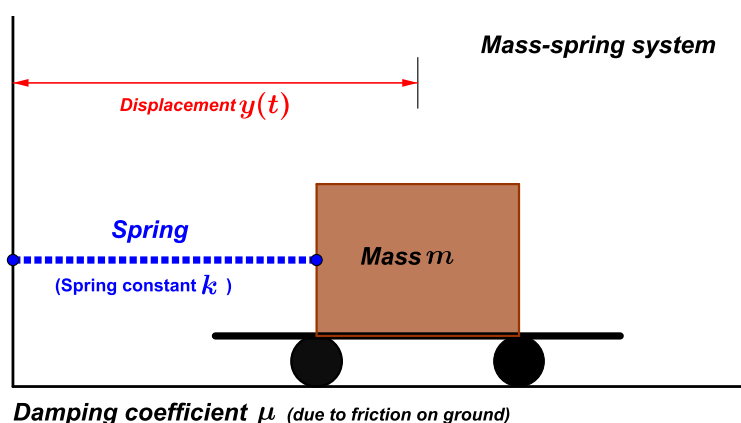 Mass-spring system
Displacement y(t)
Spring
Mass m
(Spring constant k )
Damping coefficient μ (due to friction on ground)